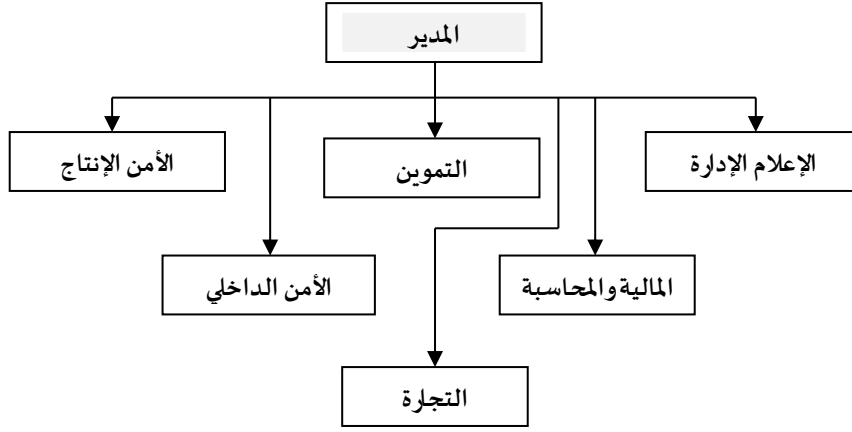 المدير
الإعلام الإدارة
التموين
الأمن الإنتاج
المالية والمحاسبة
الأمن الداخلي
التجارة